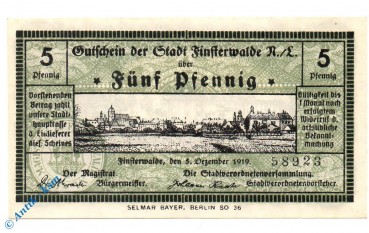 Gutschein der Stadt Finsterwalde N./L.
über
Fünf Pfennig
5
Pfennig
5
Pfennig
Vorstehenden
Betrag zahlt
unsere Stadt-
hauptkasse
d. Einlieferer
dies. Scheines
Gültigkeit bis
1 Monat nach
erfolgtem
Widerruf d.
ortsübliche
Bekannt-
machung
Finsterwalde, den 5. Dezember 1919.
58923
Der Magistrat
Bürgermeister.
Die Stadtverordnetenversammlung.
Stadtverordnetenvorsteher
SELMAR BAYER, BERLIN SO 36